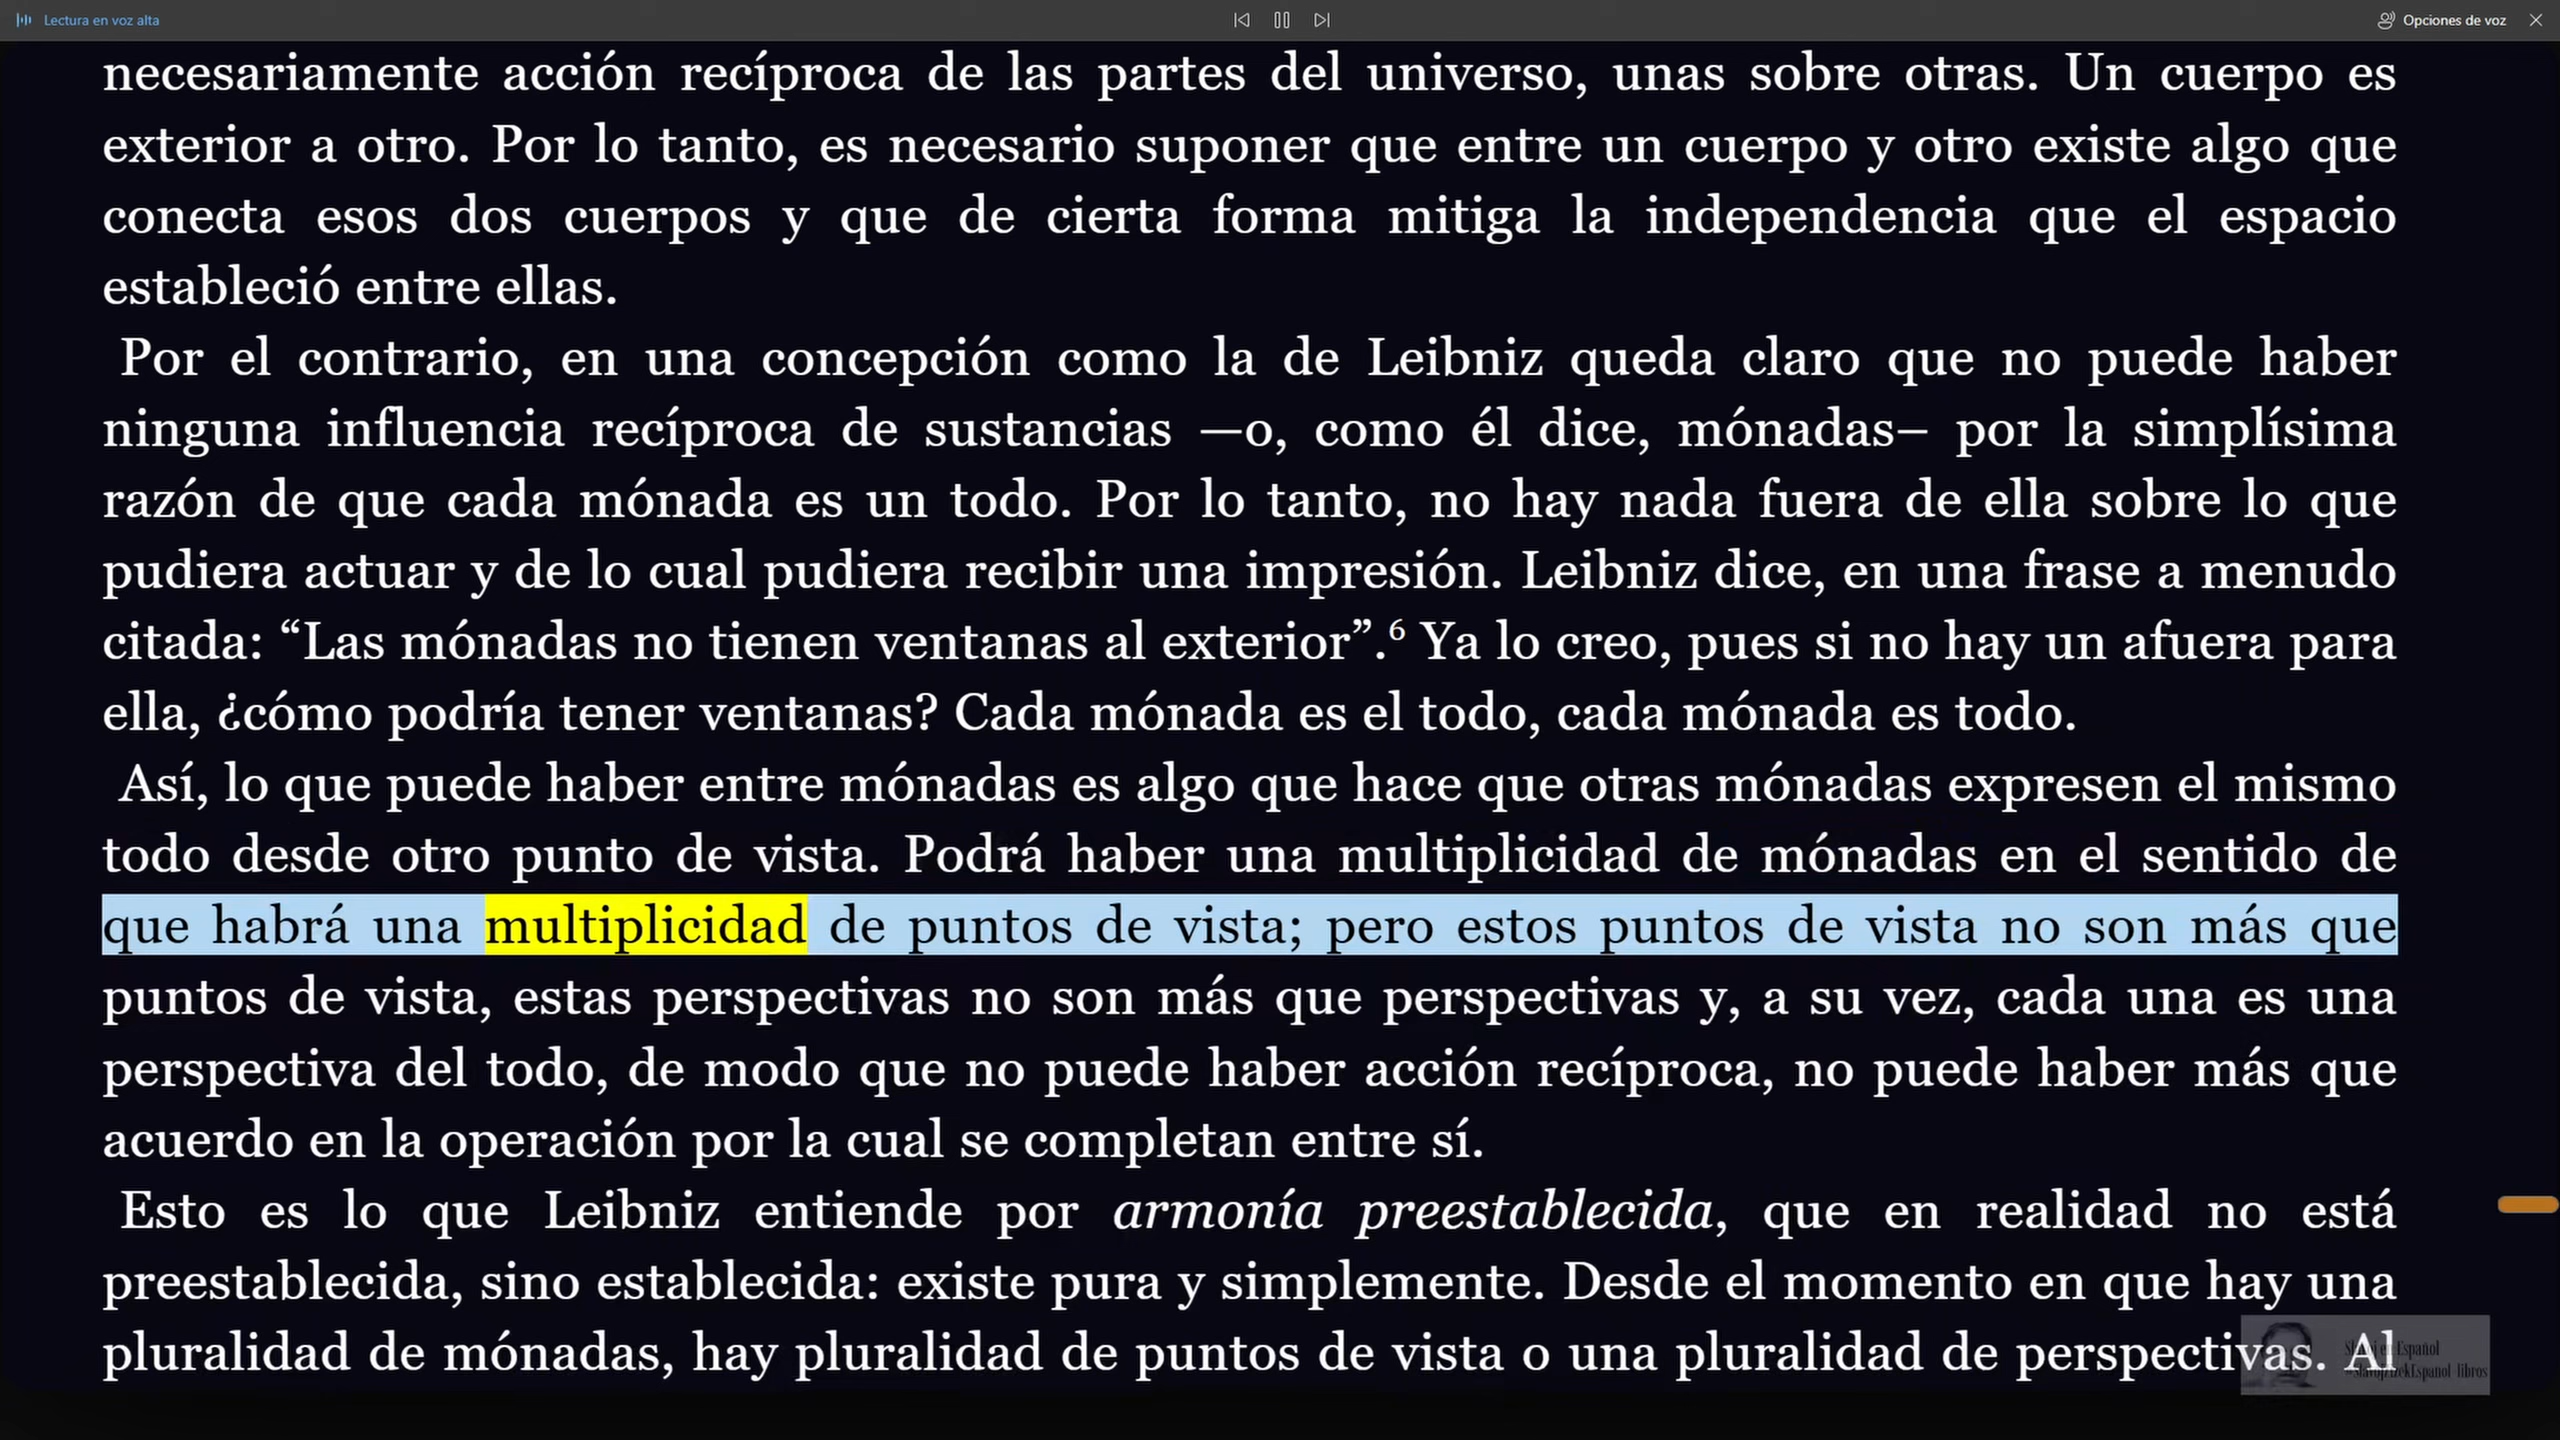 Lectura en voz alta
Opciones de voz
necesariamente acción recíproca de las partes del universo, unas sobre otras. Un cuerpo es
exterior a otro. Por lo tanto, es necesario suponer que entre un cuerpo y otro existe algo que
conecta esos dos cuerpos y que de cierta forma mitiga la independencia que el espacio
estableció entre ellas.
Por el contrario, en una concepción como la de Leibniz queda claro que no puede haber
ninguna influencia recíproca de sustancias —o, como él dice, mónadas– por la simplísima
razón de que cada mónada es un todo. Por lo tanto, no hay nada fuera de ella sobre lo que
pudiera actuar y de lo cual pudiera recibir una impresión. Leibniz dice, en una frase a menudo
citada: “Las mónadas no tienen ventanas al exterior”.⁶ Ya lo creo, pues si no hay un afuera para
ella, ¿cómo podría tener ventanas? Cada mónada es el todo, cada mónada es todo.
Así, lo que puede haber entre mónadas es algo que hace que otras mónadas expresen el mismo
todo desde otro punto de vista. Podrá haber una multiplicidad de mónadas en el sentido de
que habrá una multiplicidad de puntos de vista; pero estos puntos de vista no son más que
puntos de vista, estas perspectivas no son más que perspectivas y, a su vez, cada una es una
perspectiva del todo, de modo que no puede haber acción recíproca, no puede haber más que
acuerdo en la operación por la cual se completan entre sí.
Esto es lo que Leibniz entiende por armonía preestablecida, que en realidad no está
preestablecida, sino establecida: existe pura y simplemente. Desde el momento en que hay una
pluralidad de mónadas, hay pluralidad de puntos de vista o una pluralidad de perspectivas. Al
en Español